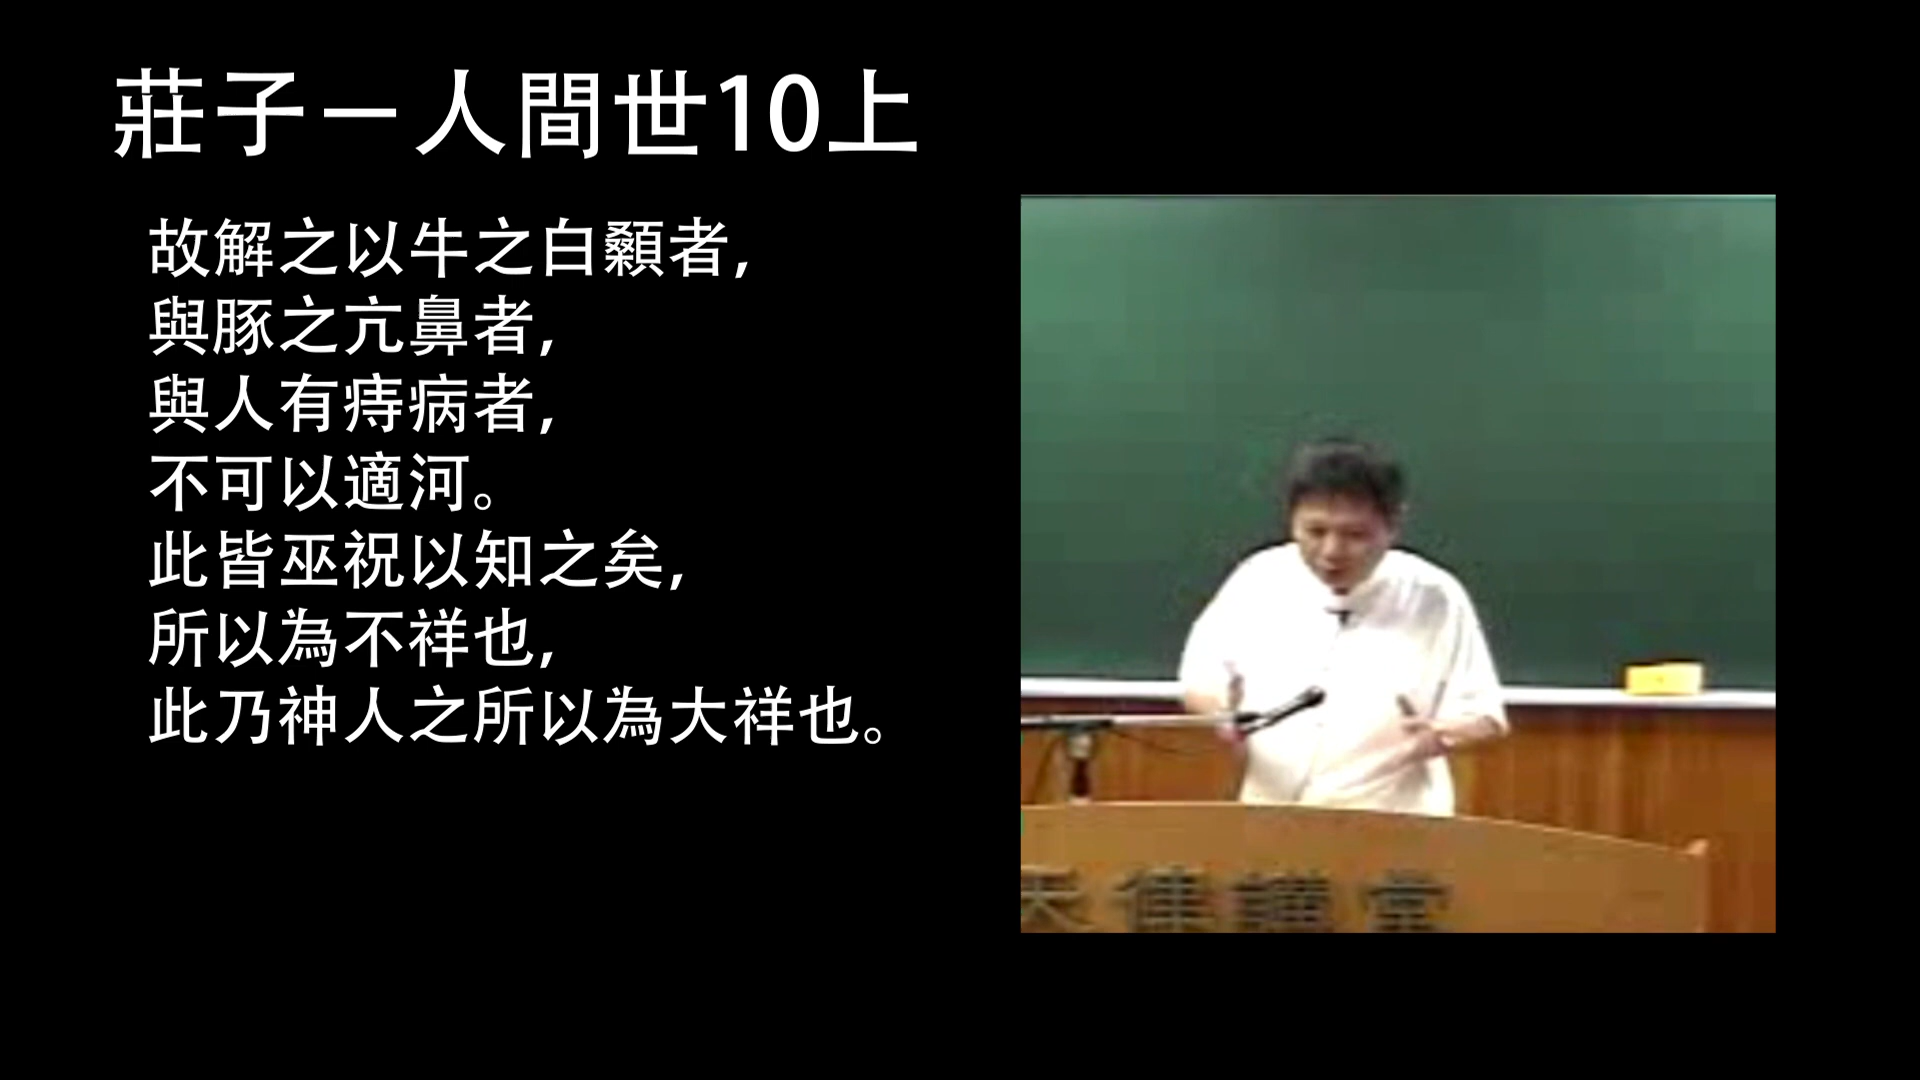 莊子－人間世10上
故解之以牛之白顙者,
與豚之亢鼻者,
與人有痔病者,
不可以適河。
此皆巫祝以知之矣,
所以為不祥也,
此乃神人之所以為大祥也。
講堂